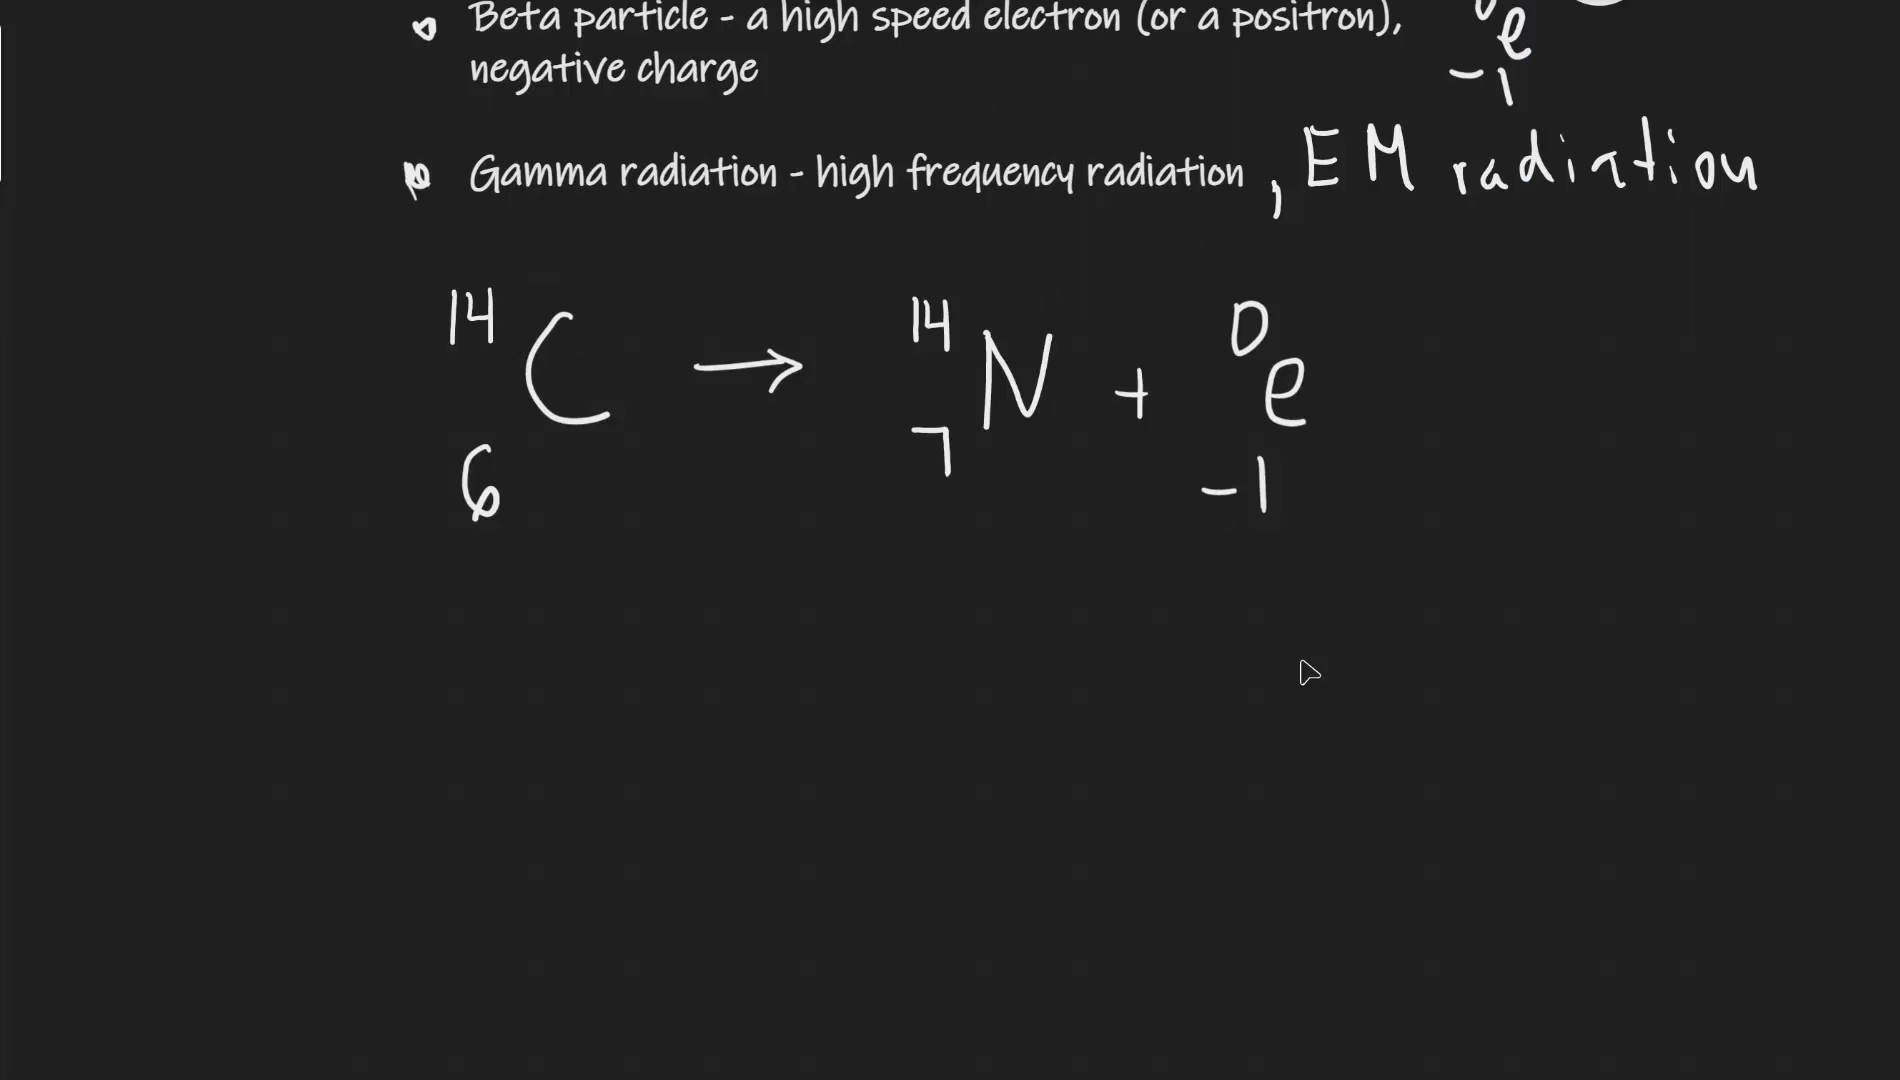 Beta particle - a high speed electron (or a positron), 0 e
negative charge -1
Gamma radiation - high frequency radiation , EM radiation
14 C → 14 N + 0 e
6 7 -1